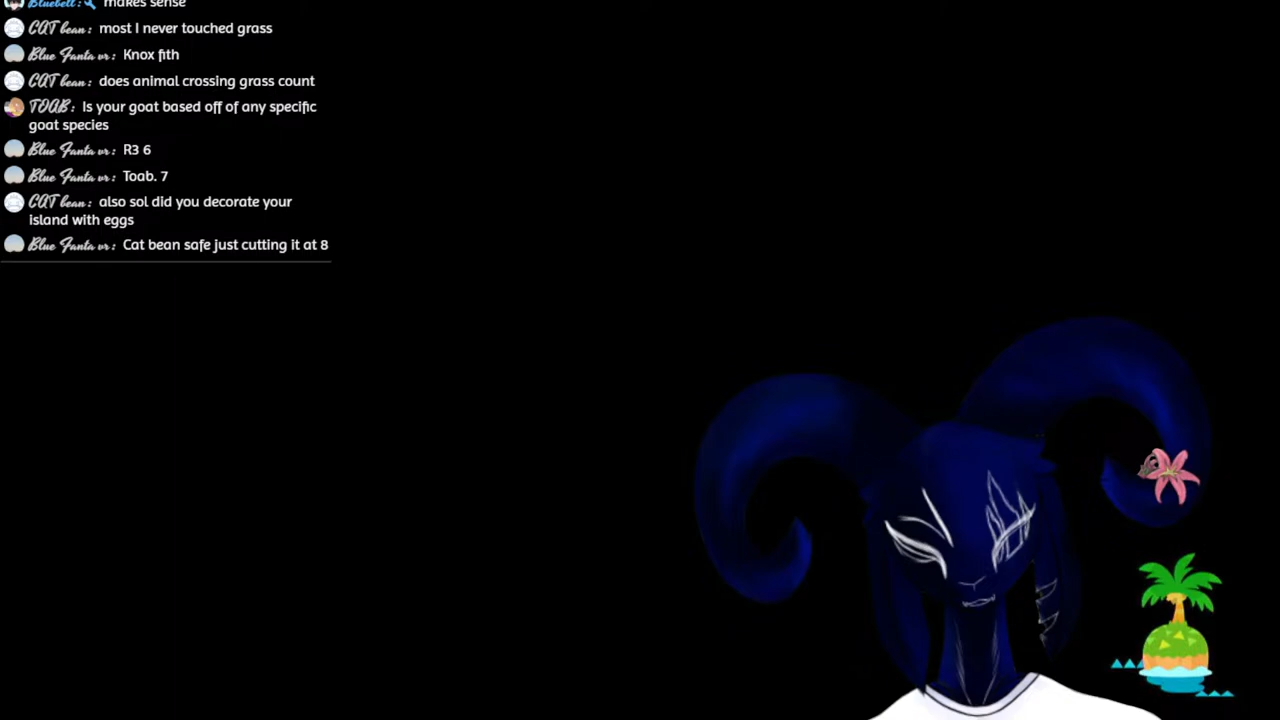 Bluebell: makes sense
CAT bean: most I never touched grass
Blue Fanta vr: Knox fith
CAT bean: does animal crossing grass count
TOAB: Is your goat based off of any specific
goat species
Blue Fanta vr: R3 6
Blue Fanta vr: Toab. 7
CAT bean: also sol did you decorate your
island with eggs
Blue Fanta vr: Cat bean safe just cutting it at 8